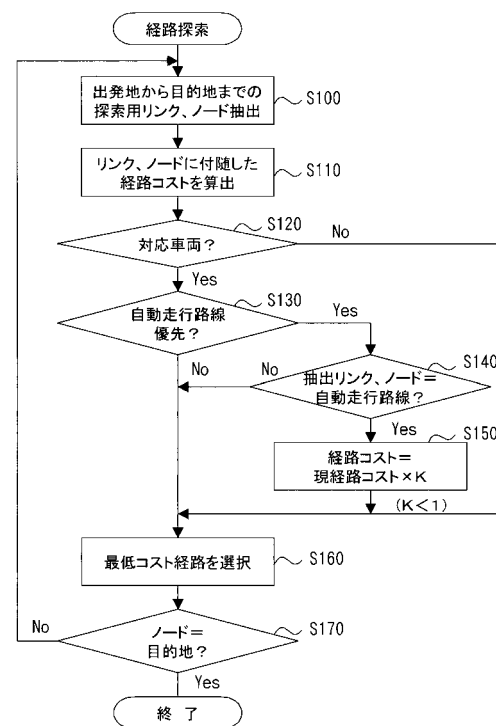 経路探索
出発地から目的地までの
探索用リンク、ノード抽出
S100
リンク、ノードに付随した
経路コストを算出
S110
対応車両?
S120
No
Yes
自動走行路線
優先?
S130
Yes
No
抽出リンク、ノード=
自動走行路線?
S140
No
Yes
経路コスト=
現経路コスト×K
S150
(K<1)
最低コスト経路を選択
S160
ノード=
目的地?
S170
No
Yes
終 了